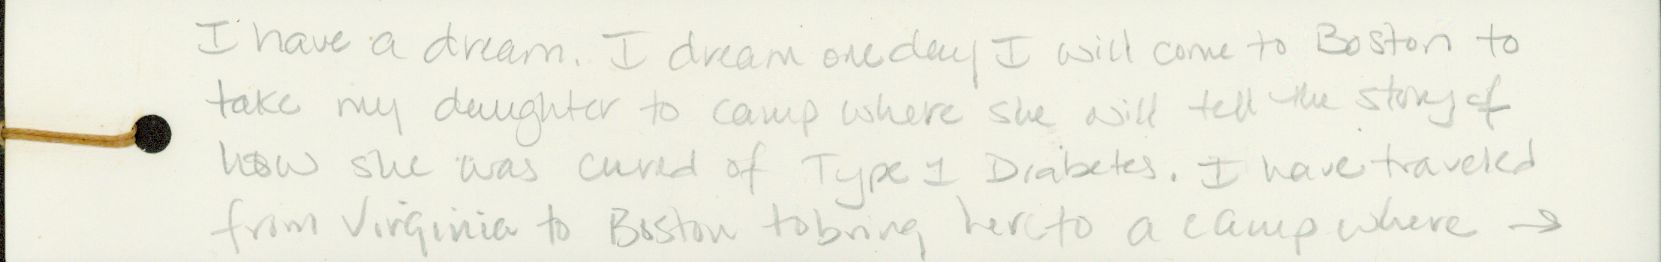 I have a dream. I dream one day I will come to Boston to
take my daughter to camp where she will tell the story of
how she was cured of Type 1 Diabetes. I have traveled
from Virginia to Boston to bring her to a camp where →